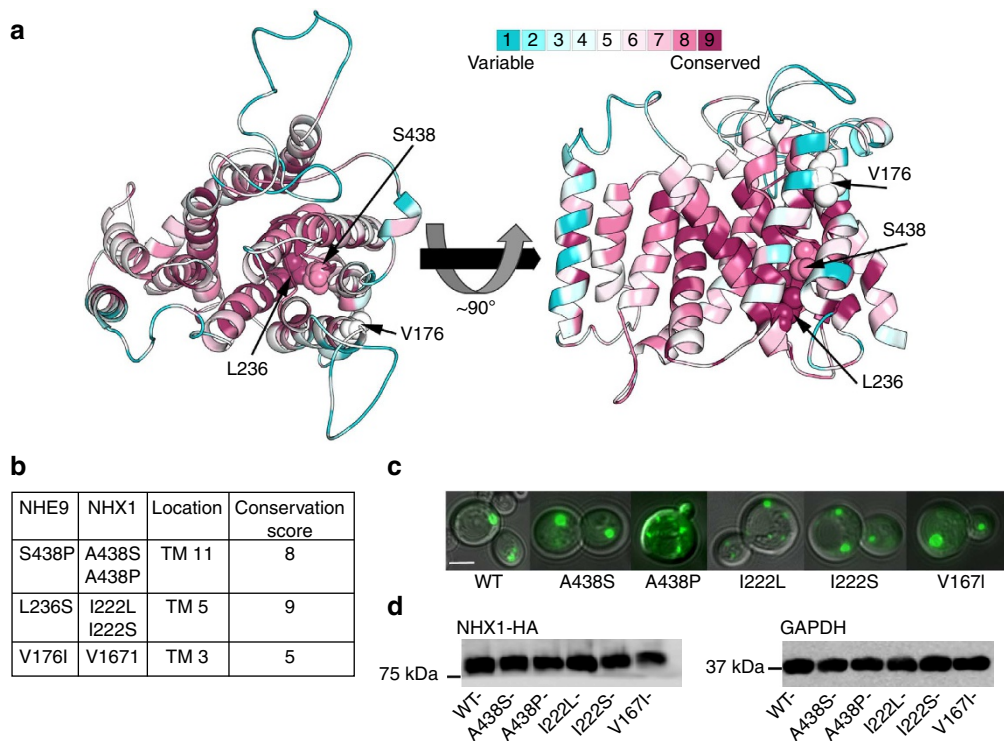 a
1 2 3 4 5 6 7 8 9
Variable Conserved
S438
L236
V176
~90°
V176
S438
L236
b
NHE9 NHX1 Location Conservation score
S438P A438S A438P TM 11 8
L236S I222L I222S TM 5 9
V176I V1671 TM 3 5
c
WT A438S A438P I222L I222S V167I
d
NHX1-HA
75 kDa
WT- A438S- A438P- I222L- I222S- V167I-
GAPDH
37 kDa
WT- A438S- A438P- I222L- I222S- V167I-